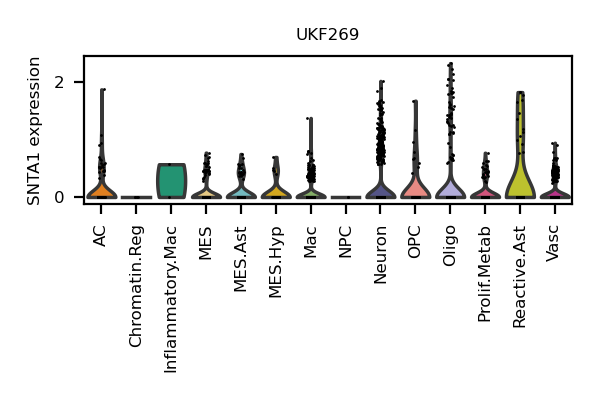 UKF269
SNTA1 expression
2
0
AC
Chromatin.Reg
Inflammatory.Mac
MES
MES.Ast
MES.Hyp
Mac
NPC
Neuron
OPC
Oligo
Prolif.Metab
Reactive.Ast
Vasc